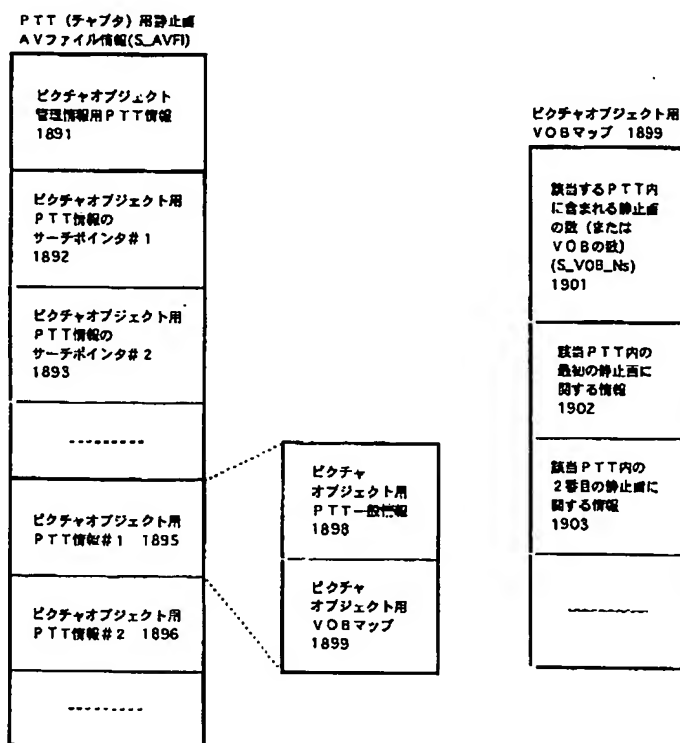 PTT（チャプタ）用静止画
AVファイル情報(S_AVFI)
ピクチャオブジェクト
管理情報用PTT情報
1891
ピクチャオブジェクト用
PTT情報の
サーチポインタ#1
1892
ピクチャオブジェクト用
PTT情報の
サーチポインタ#2
1893
ピクチャオブジェクト用
PTT情報#1 1895
ピクチャオブジェクト用
PTT情報#2 1896
ピクチャ
オブジェクト用
PTT一般情報
1898
ピクチャ
オブジェクト用
VOBマップ
1899
ピクチャオブジェクト用
VOBマップ 1899
該当するPTT内
に含まれる静止画
の数（または
VOBの数）
(S_VOB_Ns)
1901
該当PTT内の
最初の静止画に
関する情報
1902
該当PTT内の
2番目の静止画に
関する情報
1903